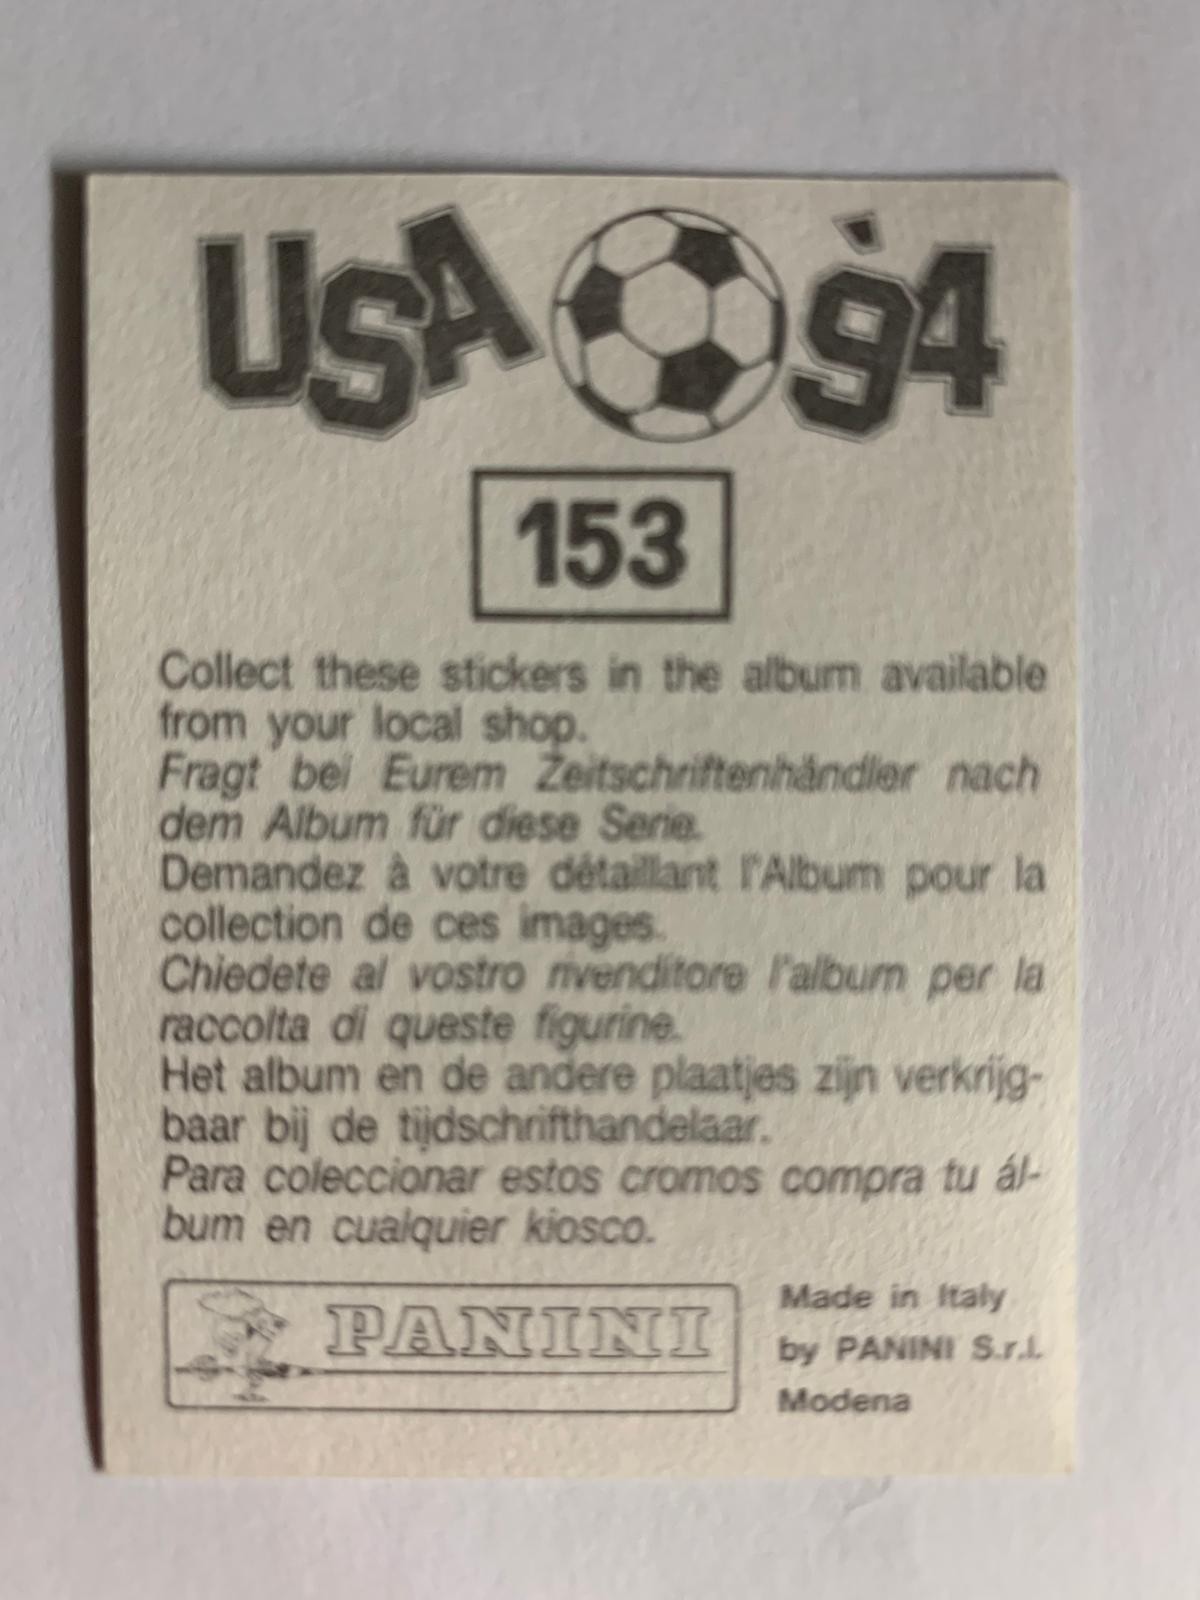 USA '94
153
Collect these stickers in the album available
from your local shop.
Fragt bei Eurem Zeitschriftenhändler nach
dem Album für diese Serie.
Demandez à votre détaillant l'Album pour la
collection de ces images.
Chiedete al vostro rivenditore l'album per la
raccolta di queste figurine.
Het album en de andere plaatjes zijn verkrijg-
baar bij de tijdschrifthandelaar.
Para coleccionar estos cromos compra tu ál-
bum en cualquier kiosco.
PANINI
Made in Italy
by PANINI S.r.l.
Modena